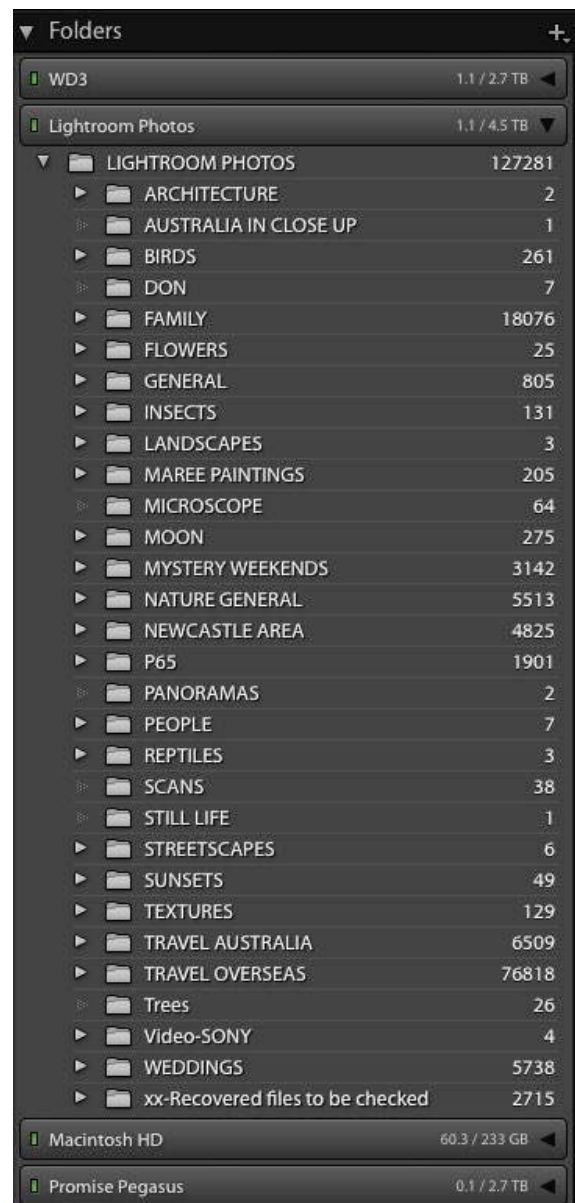 Folders
WD3 1.1 / 2.7 TB
Lightroom Photos 1.1 / 4.5 TB
LIGHTROOM PHOTOS 127281
ARCHITECTURE 2
AUSTRALIA IN CLOSE UP 1
BIRDS 261
DON 7
FAMILY 18076
FLOWERS 25
GENERAL 805
INSECTS 131
LANDSCAPES 3
MAREE PAINTINGS 205
MICROSCOPE 64
MOON 275
MYSTERY WEEKENDS 3142
NATURE GENERAL 5513
NEWCASTLE AREA 4825
P65 1901
PANORAMAS 2
PEOPLE 7
REPTILES 3
SCANS 38
STILL LIFE 1
STREETSCAPES 6
SUNSETS 49
TEXTURES 129
TRAVEL AUSTRALIA 6509
TRAVEL OVERSEAS 76818
Trees 26
Video-SONY 4
WEDDINGS 5738
xx-Recovered files to be checked 2715
Macintosh HD 60.3 / 233 GB
Promise Pegasus 0.1 / 2.7 TB